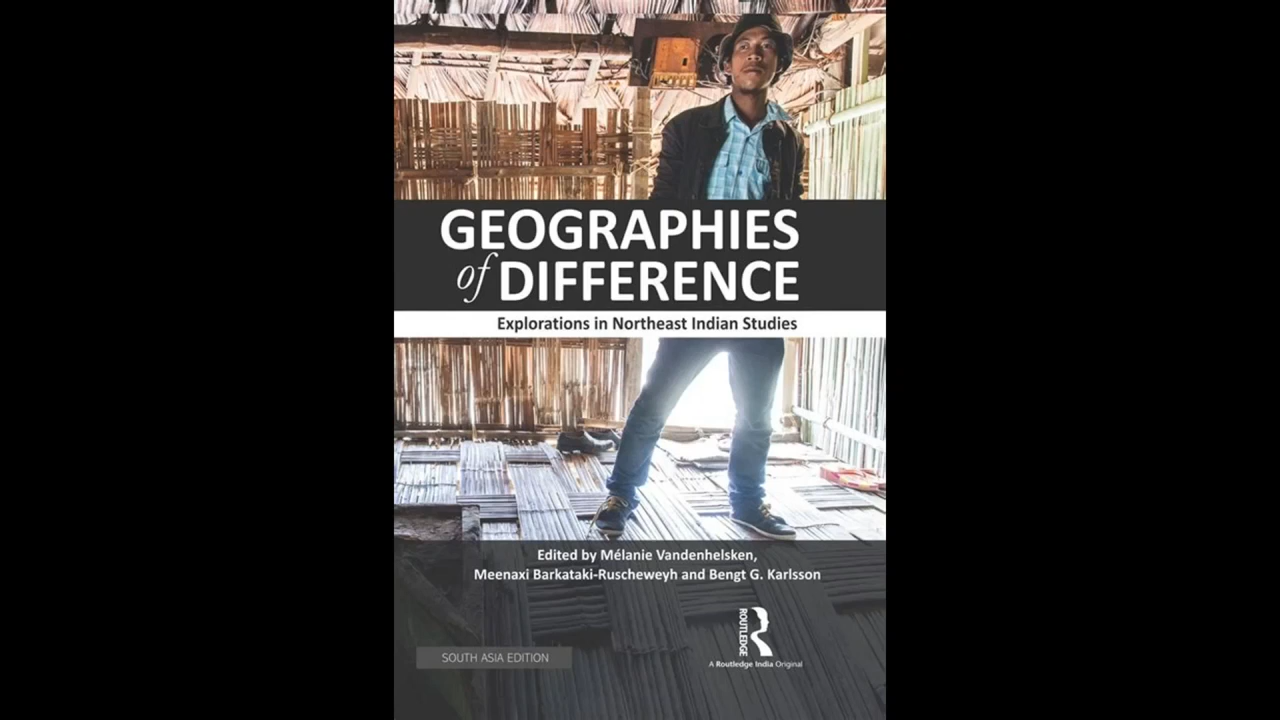 GEOGRAPHIES
of DIFFERENCE
Explorations in Northeast Indian Studies
Edited by Mélanie Vandenhelsken,
Meenaxi Barkataki-Ruscheweyh and Bengt G. Karlsson
ROUTLEDGE
A Routledge India Original
SOUTH ASIA EDITION